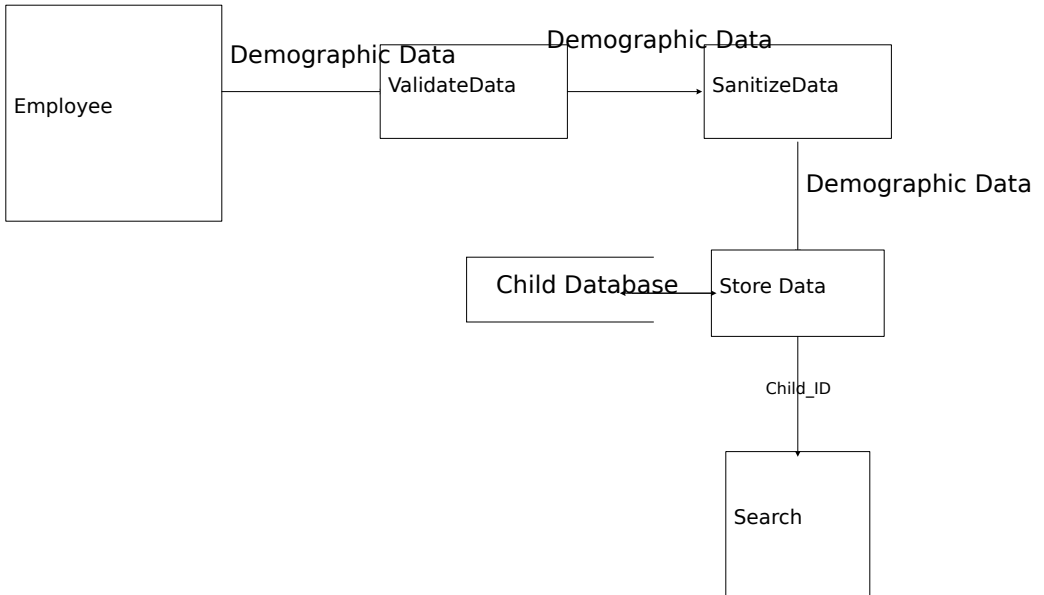 Demographic Data
Demographic Data
Employee
ValidateData
SanitizeData
Demographic Data
Child Database
Store Data
Child_ID
Search